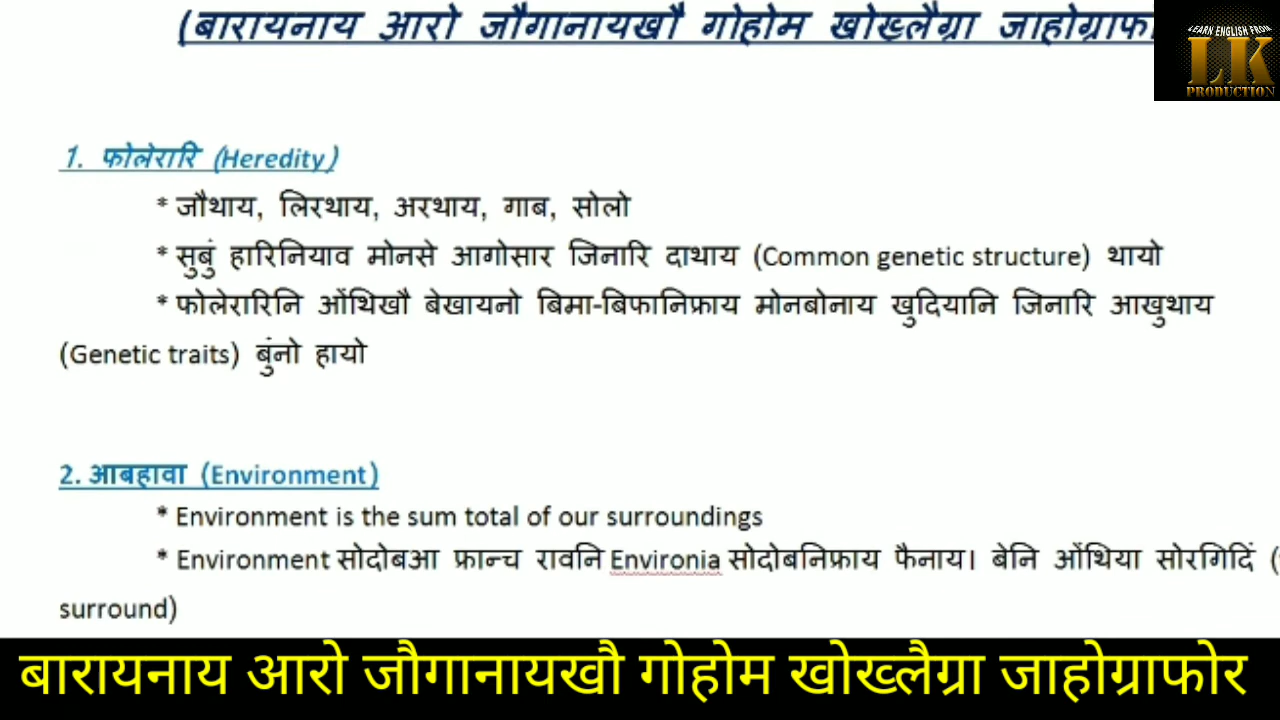 (बारायनाय आरो जौगानायखौ गोहोम खोख्लैग्रा जाहोग्राफो
LEARN ENGLISH FROM
LK
PRODUCTION
1. फोलेरारि (Heredity)
* जौथाय, लिरथाय, अरथाय, गाब, सोलो
* सुबुं हारिनियाव मोनसे आगोसार जिनारि दाथाय (Common genetic structure) थायो
* फोलेरारिनि ओंथिखौ बेखायनो बिमा-बिफानिफ्राय मोनबोनाय खुदियानि जिनारि आखुथाय
(Genetic traits) बुंनो हायो
2. आबहावा (Environment)
* Environment is the sum total of our surroundings
* Environment सोदोबआ फ्रान्च रावनि Environia सोदोबनिफ्राय फैनाय। बेनि ओंथिया सोरगिदिं (
surround)
बारायनाय आरो जौगानायखौ गोहोम खोख्लैग्रा जाहोग्राफोर